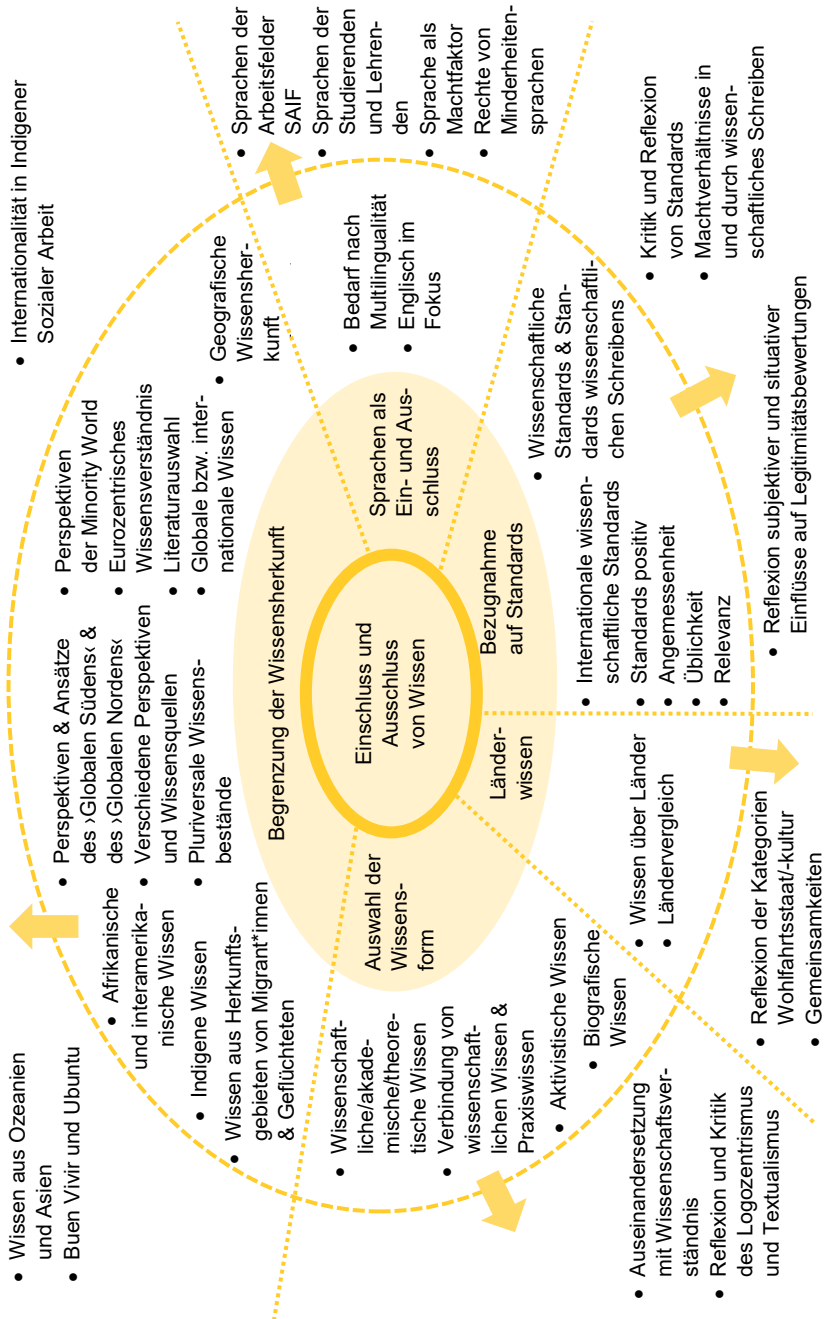 • Wissen aus Ozeanien
und Asien
• Buen Vivir und Ubuntu
• Internationalität in Indigener
Sozialer Arbeit
• Afrikanische
und interamerika-
nische Wissen
• Indigene Wissen
• Wissen aus Herkunfts-
gebieten von Migrant*innen
& Geflüchteten
• Perspektiven & Ansätze
des ›Globalen Südens‹ &
des ›Globalen Nordens‹
• Verschiedene Perspektiven
und Wissensquellen
• Pluriversale Wissens-
bestände
• Perspektiven
der Minority World
• Eurozentrisches
Wissensverständnis
• Literaturauswahl
• Globale bzw. inter-
nationale Wissen
• Geografische
Wissensher-
kunft
Begrenzung der Wissensherkunft
Einschluss und
Ausschluss
von Wissen
Sprachen als
Ein- und Aus-
schluss
• Bedarf nach
Multilingualität
• Englisch im
Fokus
• Sprachen der
Arbeitsfelder
SAIF
• Sprachen der
Studierenden
und Lehren-
den
• Sprache als
Machtfaktor
• Rechte von
Minderheiten-
sprachen
Bezugnahme
auf Standards
• Wissenschaftliche
Standards & Stan-
dards wissenschaftli-
chen Schreibens
• Internationale wissen-
schaftliche Standards
• Standards positiv
• Angemessenheit
• Üblichkeit
• Relevanz
• Kritik und Reflexion
von Standards
• Machtverhältnisse in
und durch wissen-
schaftliches Schreiben
• Reflexion subjektiver und situativer
Einflüsse auf Legitimitätsbewertungen
Länder-
wissen
• Wissen über Länder
• Ländervergleich
• Reflexion der Kategorien
Wohlfahrtsstaat/-kultur
• Gemeinsamkeiten
Auswahl der
Wissens-
form
• Wissenschaft-
liche/akade-
mische/theore-
tische Wissen
• Verbindung von
wissenschaft-
lichen Wissen &
Praxiswissen
• Aktivistische Wissen
• Biografische
Wissen
• Auseinandersetzung
mit Wissenschaftsver-
ständnis
• Reflexion und Kritik
des Logozentrismus
und Textualismus